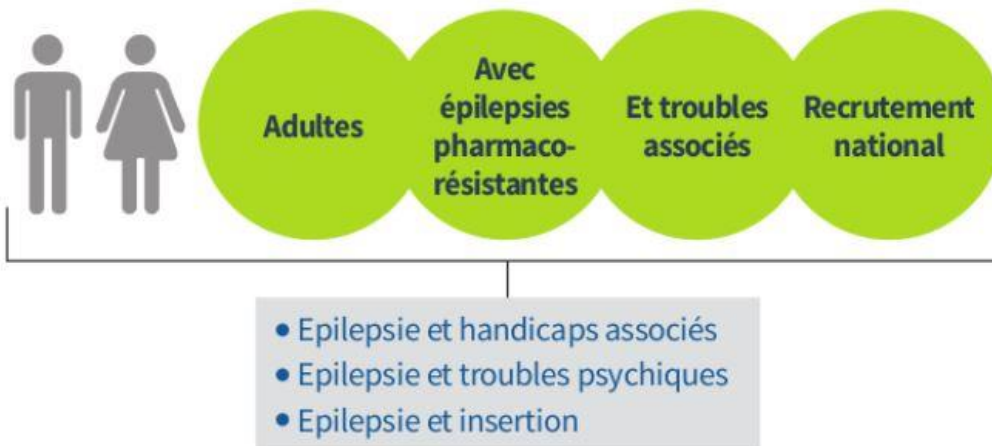 Adultes
Avec
épilepsies
pharmaco-
résistantes
Et troubles
associés
Recrutement
national
• Epilepsie et handicaps associés
• Epilepsie et troubles psychiques
• Epilepsie et insertion